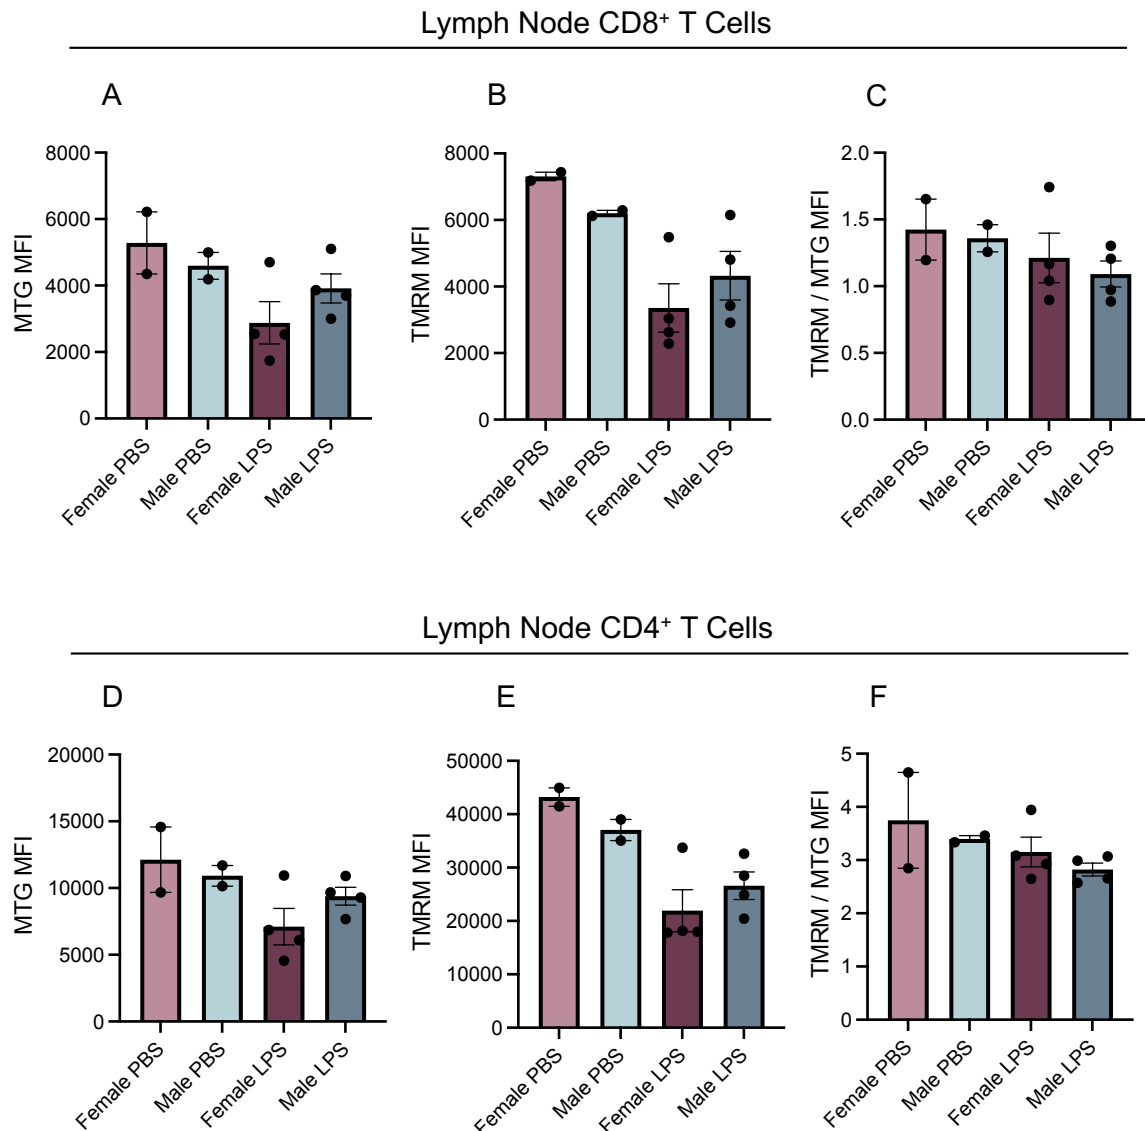 Lymph Node CD8⁺ T Cells
A
B
C
MTG MFI
8000
6000
4000
2000
0
Female PBS
Male PBS
Female LPS
Male LPS
TMRM MFI
8000
6000
4000
2000
0
Female PBS
Male PBS
Female LPS
Male LPS
TMRM / MTG MFI
2.0
1.5
1.0
0.5
0.0
Female PBS
Male PBS
Female LPS
Male LPS
Lymph Node CD4⁺ T Cells
D
E
F
MTG MFI
20000
15000
10000
5000
0
Female PBS
Male PBS
Female LPS
Male LPS
TMRM MFI
50000
40000
30000
20000
10000
0
Female PBS
Male PBS
Female LPS
Male LPS
TMRM / MTG MFI
5
4
3
2
1
0
Female PBS
Male PBS
Female LPS
Male LPS